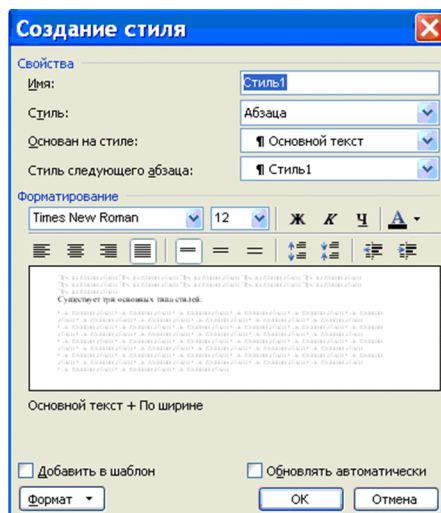 Создание стиля
Свойства
Имя: Стиль1
Стиль: Абзаца
Основан на стиле: ¶ Основной текст
Стиль следующего абзаца: ¶ Стиль1
Форматирование
Times New Roman 12 Ж К Ч А
Существует три основных типа стилей.
Основной текст + По ширине
Добавить в шаблон Обновлять автоматически
Формат ОК Отмена